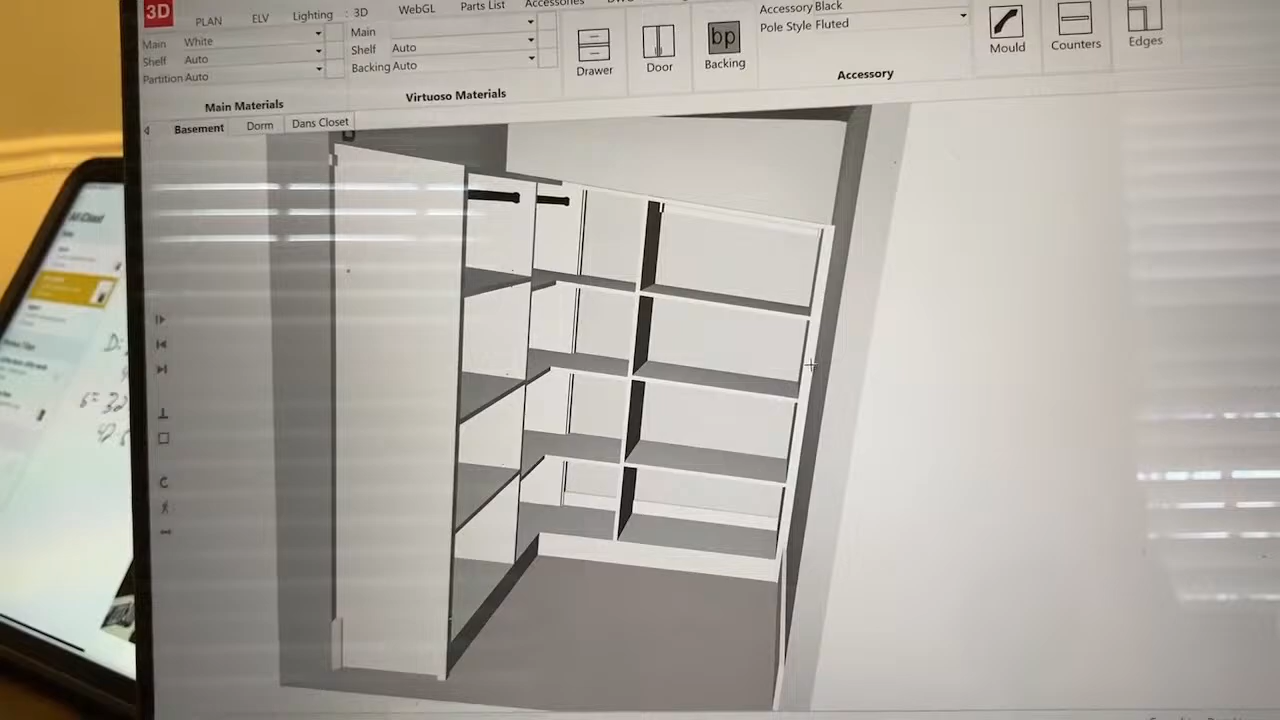 3D
PLAN ELV Lighting : 3D WebGL Parts List Accessories
Main White
Shelf Auto
Partition Auto
Main Materials
Main
Shelf Auto
Backing Auto
Virtuoso Materials
Drawer
Door
bp
Backing
Accessory Black
Pole Style Fluted
Accessory
Mould
Counters
Edges
Basement Dorm Dans Closet
D: